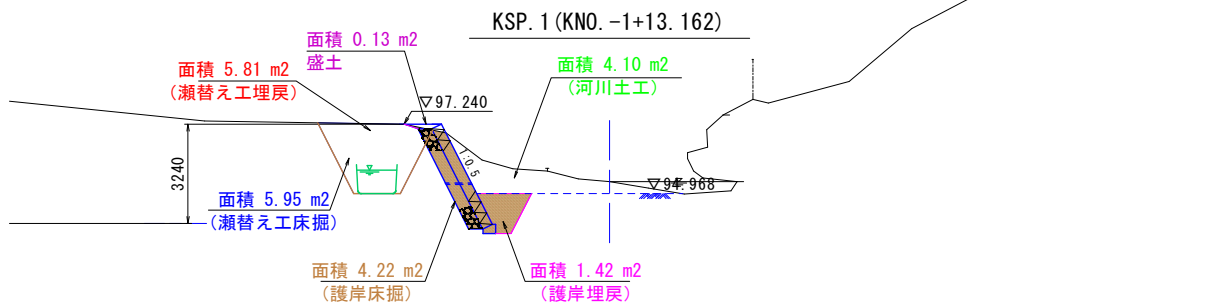 KSP.1(KNO.-1+13.162)
面積 0.13 m2
盛土
面積 5.81 m2
(瀬替え工埋戻)
面積 4.10 m2
(河川土工)
▽97.240
3240
1:0.5
▽94.968
面積 5.95 m2
(瀬替え工床掘)
面積 4.22 m2
(護岸床掘)
面積 1.42 m2
(護岸埋戻)